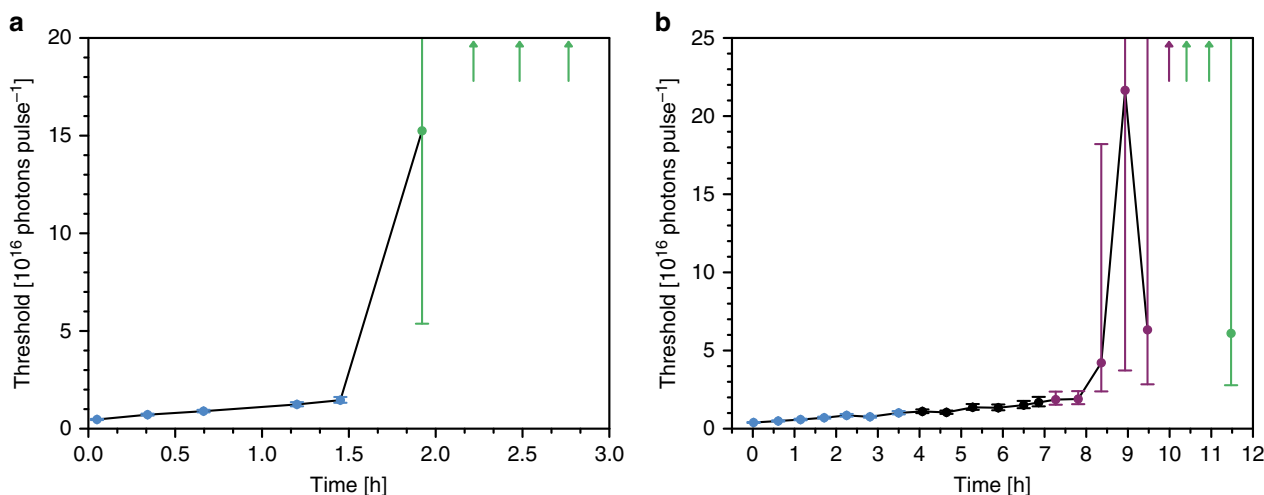 a
Threshold [10¹⁶ photons pulse⁻¹]
20
15
10
5
0
0.0 0.5 1.0 1.5 2.0 2.5 3.0
Time [h]
b
Threshold [10¹⁶ photons pulse⁻¹]
25
20
15
10
5
0
0 1 2 3 4 5 6 7 8 9 10 11 12
Time [h]